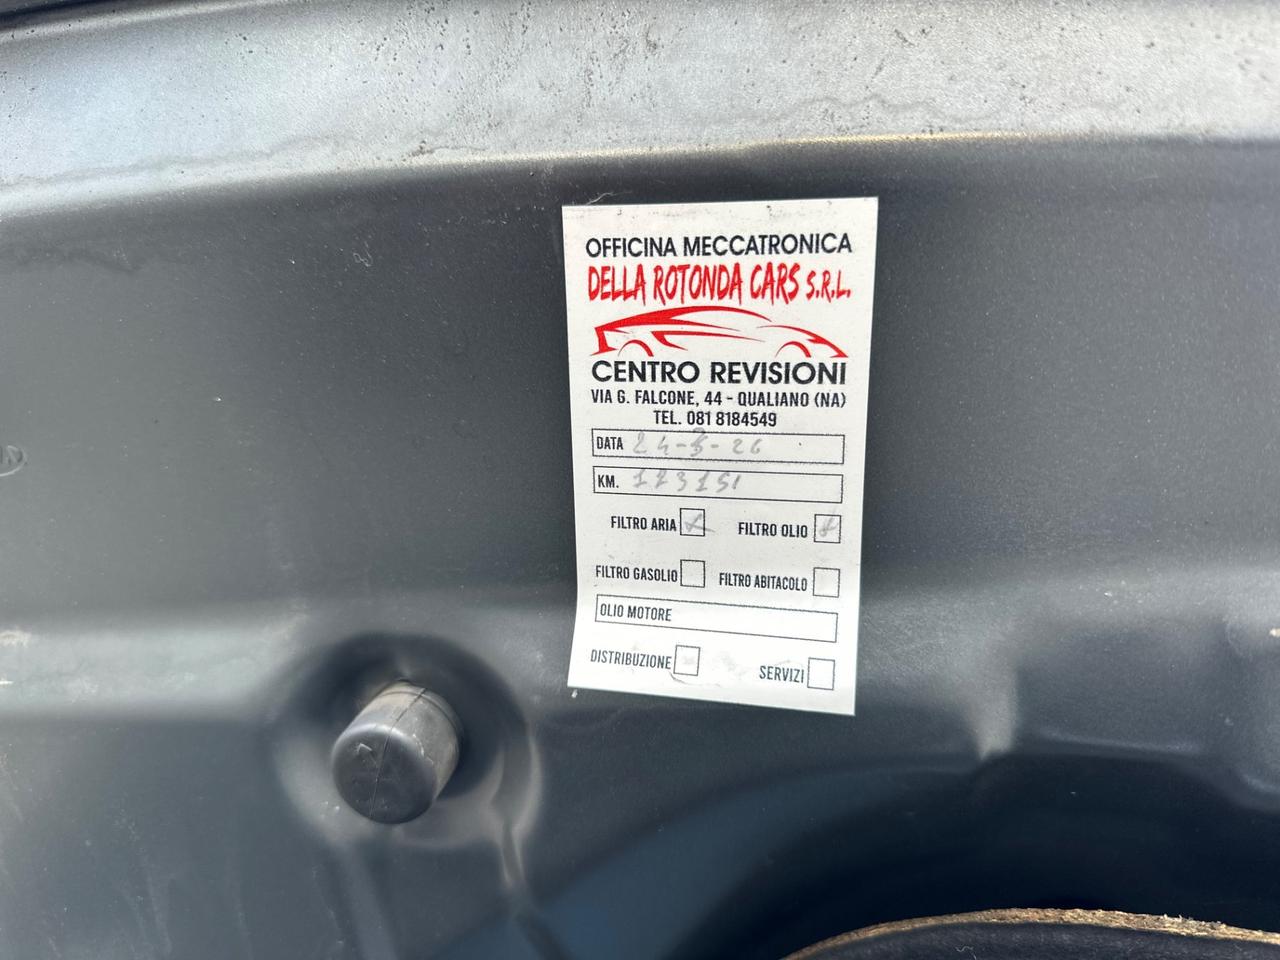 OFFICINA MECCATRONICA
DELLA ROTONDA CARS S.R.L.
CENTRO REVISIONI
VIA G. FALCONE, 44 - QUALIANO (NA)
TEL. 081 8184549
DATA
KM.
FILTRO ARIA FILTRO OLIO
FILTRO GASOLIO FILTRO ABITACOLO
OLIO MOTORE
DISTRIBUZIONE SERVIZI